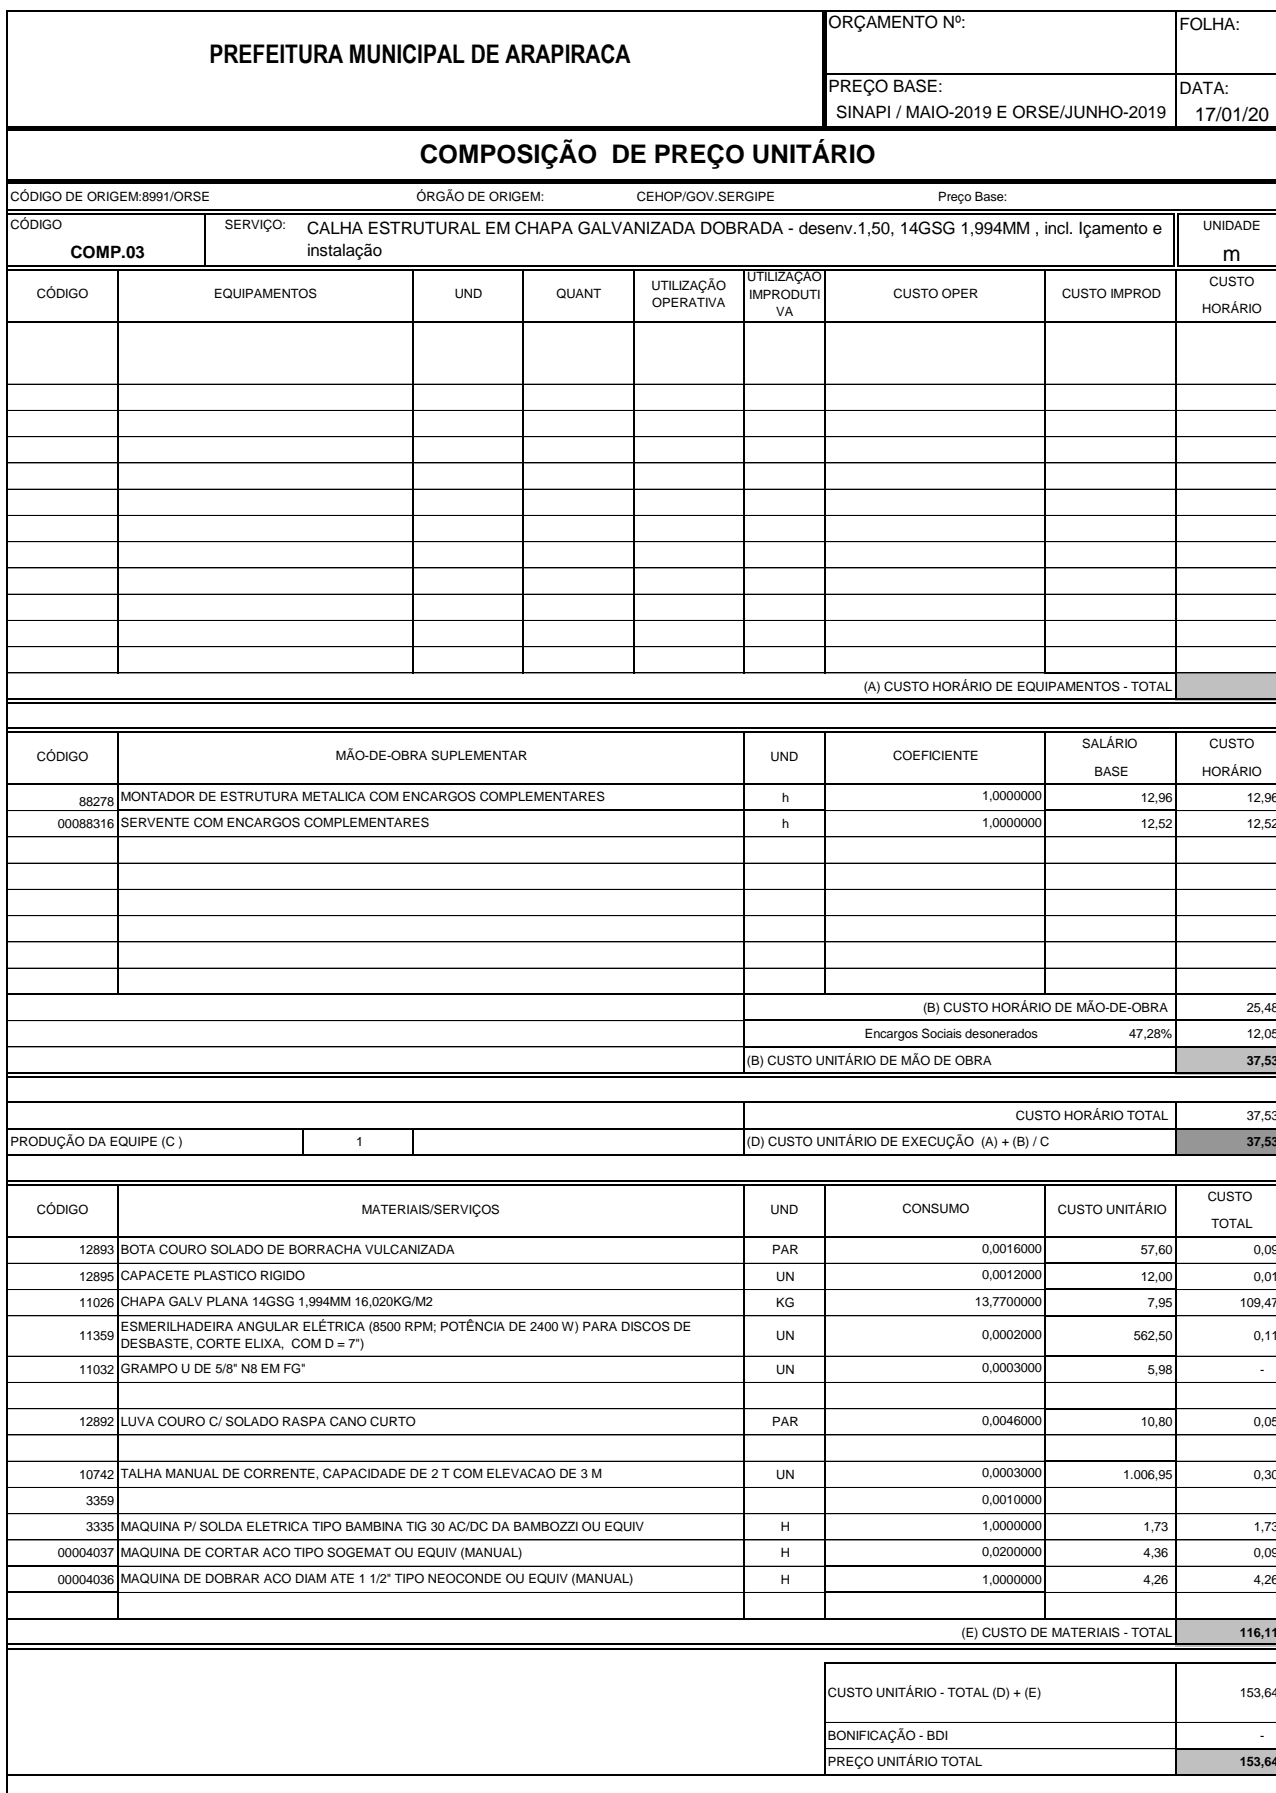 PREFEITURA MUNICIPAL DE ARAPIRACA
ORÇAMENTO Nº:
FOLHA:
PREÇO BASE:
SINAPI / MAIO-2019 E ORSE/JUNHO-2019
DATA:
17/01/20
COMPOSIÇÃO DE PREÇO UNITÁRIO
CÓDIGO DE ORIGEM:8991/ORSE ÓRGÃO DE ORIGEM: CEHOP/GOV.SERGIPE Preço Base:
CÓDIGO
COMP.03
SERVIÇO: CALHA ESTRUTURAL EM CHAPA GALVANIZADA DOBRADA - desenv.1,50, 14GSG 1,994MM , incl. Içamento e
instalação
UNIDADE
m
CÓDIGO EQUIPAMENTOS UND QUANT UTILIZAÇÃO OPERATIVA UTILIZAÇÃO IMPRODUTI VA CUSTO OPER CUSTO IMPROD CUSTO HORÁRIO
(A) CUSTO HORÁRIO DE EQUIPAMENTOS - TOTAL
CÓDIGO MÃO-DE-OBRA SUPLEMENTAR UND COEFICIENTE SALÁRIO BASE CUSTO HORÁRIO
88278 MONTADOR DE ESTRUTURA METALICA COM ENCARGOS COMPLEMENTARES h 1,0000000 12,96 12,96
00088316 SERVENTE COM ENCARGOS COMPLEMENTARES h 1,0000000 12,52 12,52
(B) CUSTO HORÁRIO DE MÃO-DE-OBRA 25,48
Encargos Sociais desonerados 47,28% 12,05
(B) CUSTO UNITÁRIO DE MÃO DE OBRA 37,53
CUSTO HORÁRIO TOTAL 37,53
PRODUÇÃO DA EQUIPE (C ) 1 (D) CUSTO UNITÁRIO DE EXECUÇÃO (A) + (B) / C 37,53
CÓDIGO MATERIAIS/SERVIÇOS UND CONSUMO CUSTO UNITÁRIO CUSTO TOTAL
12893 BOTA COURO SOLADO DE BORRACHA VULCANIZADA PAR 0,0016000 57,60 0,09
12895 CAPACETE PLASTICO RIGIDO UN 0,0012000 12,00 0,01
11026 CHAPA GALV PLANA 14GSG 1,994MM 16,020KG/M2 KG 13,7700000 7,95 109,47
11359 ESMERILHADEIRA ANGULAR ELÉTRICA (8500 RPM; POTÊNCIA DE 2400 W) PARA DISCOS DE
DESBASTE, CORTE ELIXA, COM D = 7") UN 0,0002000 562,50 0,11
11032 GRAMPO U DE 5/8" N8 EM FG" UN 0,0003000 5,98 -
12892 LUVA COURO C/ SOLADO RASPA CANO CURTO PAR 0,0046000 10,80 0,05
10742 TALHA MANUAL DE CORRENTE, CAPACIDADE DE 2 T COM ELEVACAO DE 3 M UN 0,0003000 1.006,95 0,30
3359 0,0010000
3335 MAQUINA P/ SOLDA ELETRICA TIPO BAMBINA TIG 30 AC/DC DA BAMBOZZI OU EQUIV H 1,0000000 1,73 1,73
00004037 MAQUINA DE CORTAR ACO TIPO SOGEMAT OU EQUIV (MANUAL) H 0,0200000 4,36 0,09
00004036 MAQUINA DE DOBRAR ACO DIAM ATE 1 1/2" TIPO NEOCONDE OU EQUIV (MANUAL) H 1,0000000 4,26 4,26
(E) CUSTO DE MATERIAIS - TOTAL 116,11
CUSTO UNITÁRIO - TOTAL (D) + (E) 153,64
BONIFICAÇÃO - BDI -
PREÇO UNITÁRIO TOTAL 153,64